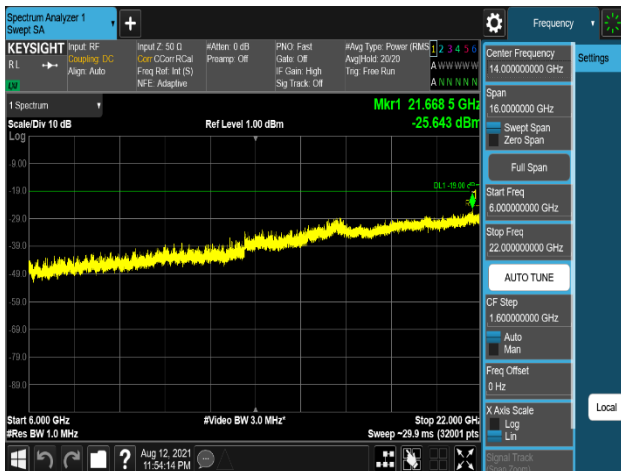 Spectrum Analyzer 1
Swept SA
+
Frequency
KEYSIGHT
RL
LXI
Input: RF
Coupling: DC
Align: Auto
Input Z: 50 Ω
Corr CCorr RCal
Freq Ref: Int (S)
NFE: Adaptive
#Atten: 0 dB
Preamp: Off
PNO: Fast
Gate: Off
IF Gain: High
Sig Track: Off
#Avg Type: Power (RMS
Avg|Hold: 20/20
Trig: Free Run
1 2 3 4 5 6
A W W W W W
A N N N N N
1 Spectrum
Scale/Div 10 dB
Ref Level 1.00 dBm
Mkr1 21.668 5 GHz
-25.643 dBm
Log
-9.00
-19.0
-29.0
-39.0
-49.0
-59.0
-69.0
-79.0
-89.0
DL1 -19.00 dB
1
Start 6.000 GHz
#Res BW 1.0 MHz
#Video BW 3.0 MHz*
Stop 22.000 GHz
Sweep ~29.9 ms (32001 pts
Center Frequency
14.000000000 GHz
Span
16.0000000 GHz
Swept Span
Zero Span
Full Span
Start Freq
6.000000000 GHz
Stop Freq
22.000000000 GHz
AUTO TUNE
CF Step
1.600000000 GHz
Auto
Man
Freq Offset
0 Hz
X Axis Scale
Log
Lin
Signal Track
(Span Zoom)
Settings
Local
?
Aug 12, 2021
11:54:14 PM